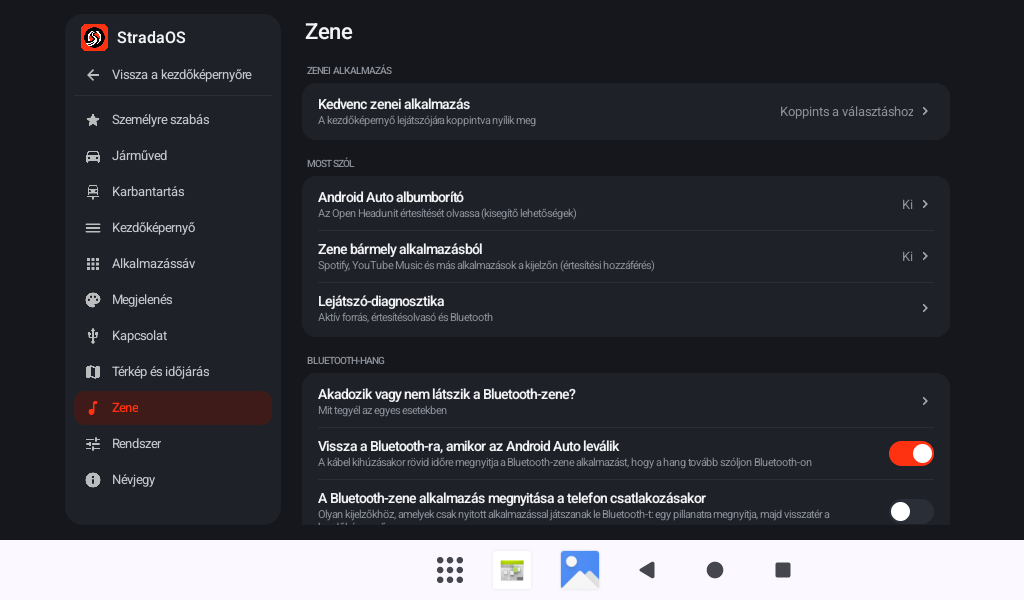 StradaOS
Vissza a kezdőképernyőre
Személyre szabás
Járműved
Karbantartás
Kezdőképernyő
Alkalmazássáv
Megjelenés
Kapcsolat
Térkép és időjárás
Zene
Rendszer
Névjegy
Zene
ZENEI ALKALMAZÁS
Kedvenc zenei alkalmazás
A kezdőképernyő lejátszójára koppintva nyílik meg
Koppints a választáshoz
MOST SZÓL
Android Auto albumborító
Az Open Headunit értesítését olvassa (kisegítő lehetőségek)
Ki
Zene bármely alkalmazásból
Spotify, YouTube Music és más alkalmazások a kijelzőn (értesítési hozzáférés)
Ki
Lejátszó-diagnosztika
Aktív forrás, értesítésolvasó és Bluetooth
BLUETOOTH-HANG
Akadozik vagy nem látszik a Bluetooth-zene?
Mit tegyél az egyes esetekben
Vissza a Bluetooth-ra, amikor az Android Auto leválik
A kábel kihúzásakor rövid időre megnyitja a Bluetooth-zene alkalmazást, hogy a hang tovább szóljon Bluetooth-on
A Bluetooth-zene alkalmazás megnyitása a telefon csatlakozásakor
Olyan kijelzőkhöz, amelyek csak nyitott alkalmazással játszanak le Bluetooth-t: egy pillanatra megnyitja, majd visszatér a